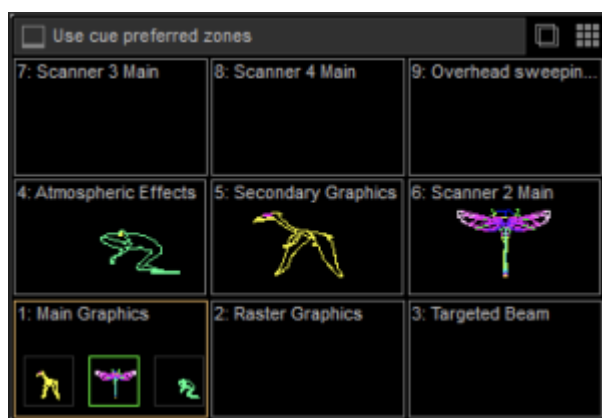 Use cue preferred zones
7: Scanner 3 Main
8: Scanner 4 Main
9: Overhead sweepin...
4: Atmospheric Effects
5: Secondary Graphics
6: Scanner 2 Main
1: Main Graphics
2: Raster Graphics
3: Targeted Beam